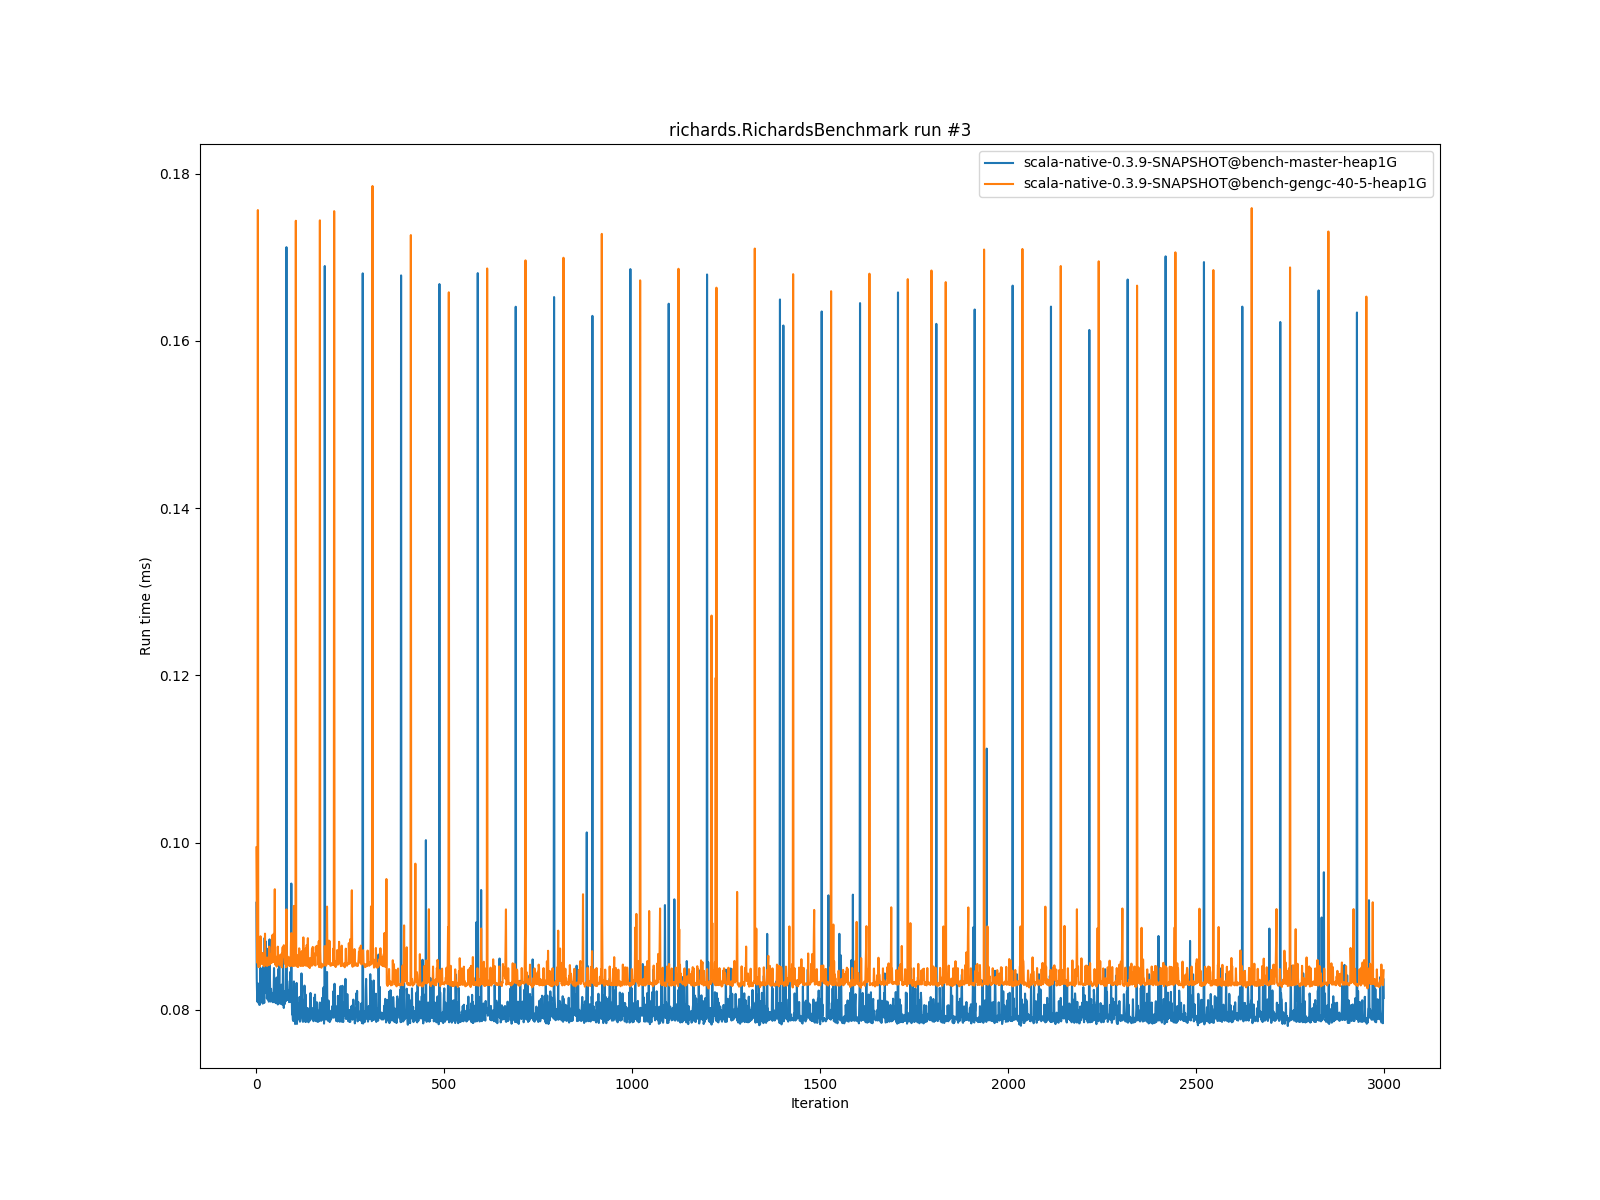 richards.RichardsBenchmark run #3
scala-native-0.3.9-SNAPSHOT@bench-master-heap1G
scala-native-0.3.9-SNAPSHOT@bench-gengc-40-5-heap1G
0.18
0.16
0.14
0.12
0.10
0.08
Run time (ms)
0 500 1000 1500 2000 2500 3000
Iteration